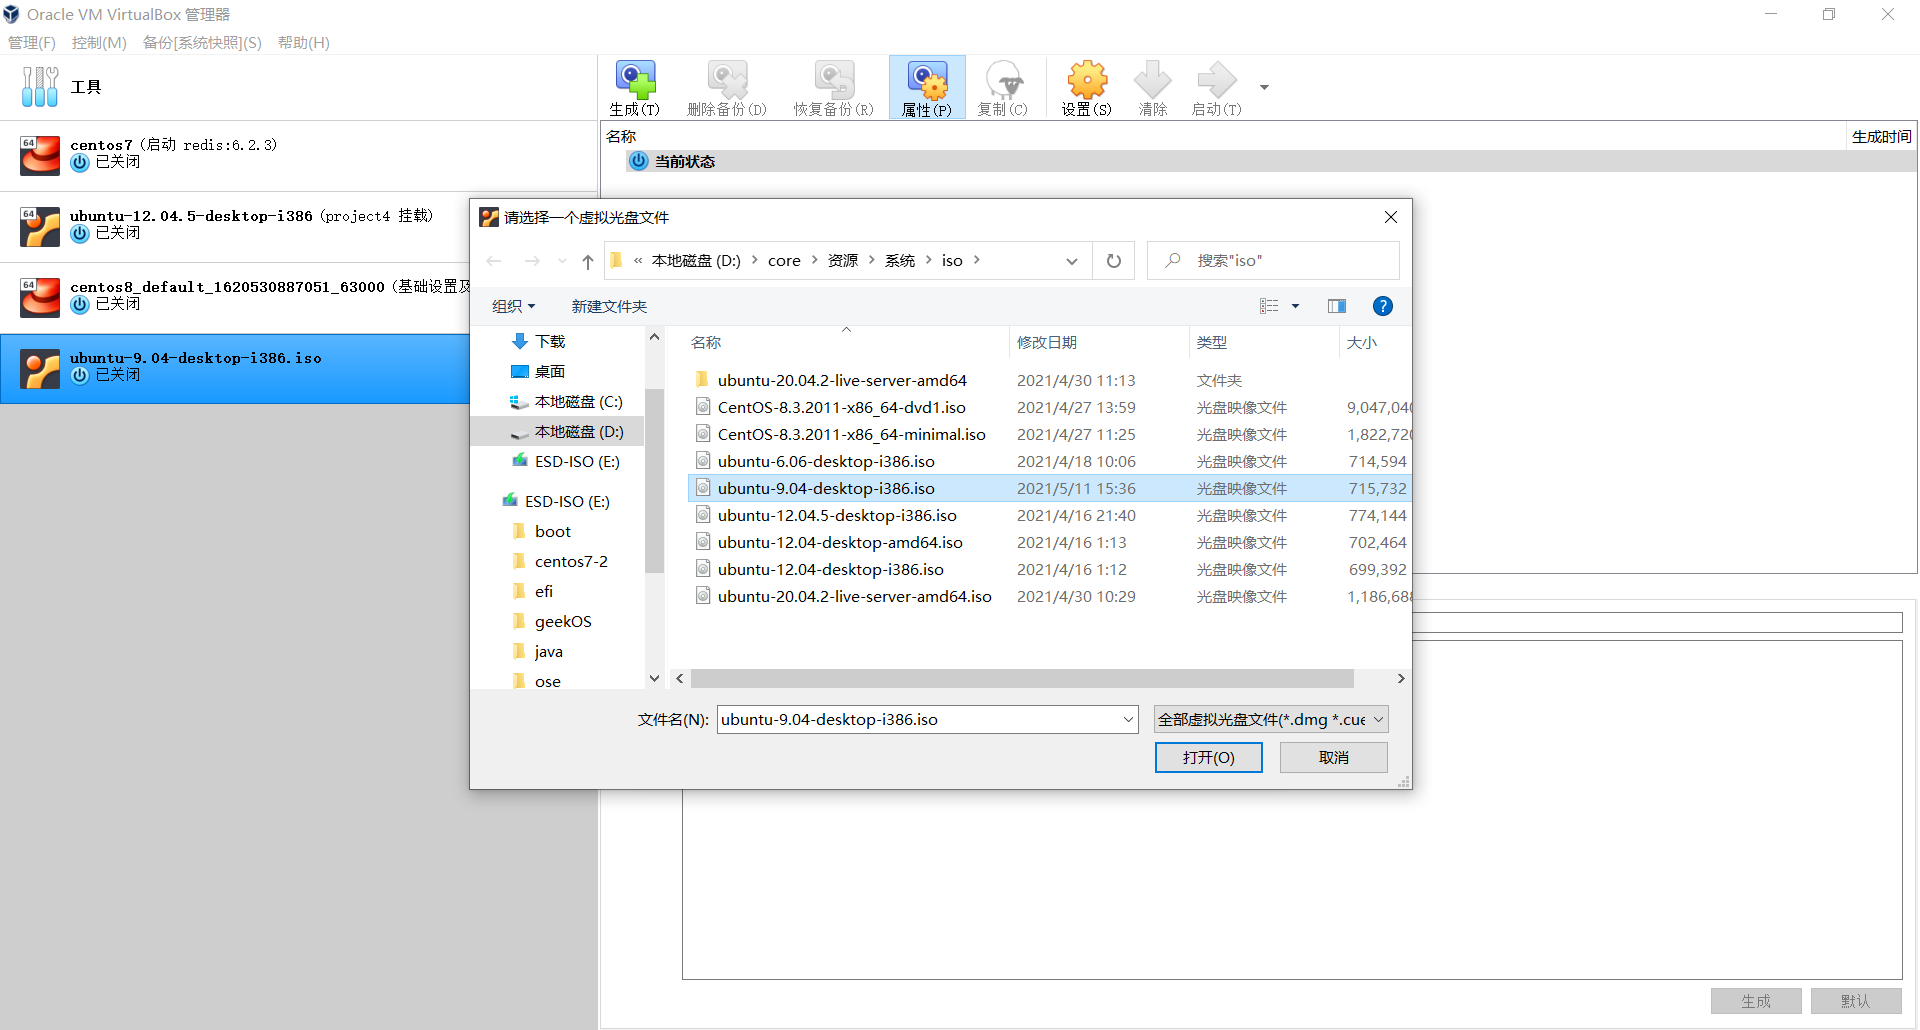 Oracle VM VirtualBox 管理器
管理(F) 控制(M) 备份[系统快照](S) 帮助(H)
工具
生成(T) 删除备份(D) 恢复备份(R) 属性(P) 复制(C) 设置(S) 清除 启动(T)
名称 生成时间
当前状态
64
centos7 (启动 redis:6.2.3)
已关闭
64
ubuntu-12.04.5-desktop-i386 (project4 挂载)
已关闭
64
centos8_default_1620530887051_63000 (基础设置及
已关闭
ubuntu-9.04-desktop-i386.iso
已关闭
请选择一个虚拟光盘文件
« 本地磁盘 (D:) > core > 资源 > 系统 > iso >
搜索"iso"
组织 新建文件夹
下载
桌面
本地磁盘 (C:)
本地磁盘 (D:)
ESD-ISO (E:)
ESD-ISO (E:)
boot
centos7-2
efi
geekOS
java
ose
名称 修改日期 类型 大小
ubuntu-20.04.2-live-server-amd64 2021/4/30 11:13 文件夹
CentOS-8.3.2011-x86_64-dvd1.iso 2021/4/27 13:59 光盘映像文件 9,047,040
CentOS-8.3.2011-x86_64-minimal.iso 2021/4/27 11:25 光盘映像文件 1,822,720
ubuntu-6.06-desktop-i386.iso 2021/4/18 10:06 光盘映像文件 714,594
ubuntu-9.04-desktop-i386.iso 2021/5/11 15:36 光盘映像文件 715,732
ubuntu-12.04.5-desktop-i386.iso 2021/4/16 21:40 光盘映像文件 774,144
ubuntu-12.04-desktop-amd64.iso 2021/4/16 1:13 光盘映像文件 702,464
ubuntu-12.04-desktop-i386.iso 2021/4/16 1:12 光盘映像文件 699,392
ubuntu-20.04.2-live-server-amd64.iso 2021/4/30 10:29 光盘映像文件 1,186,688
文件名(N): ubuntu-9.04-desktop-i386.iso 全部虚拟光盘文件(*.dmg *.cue
打开(O) 取消
生成 默认